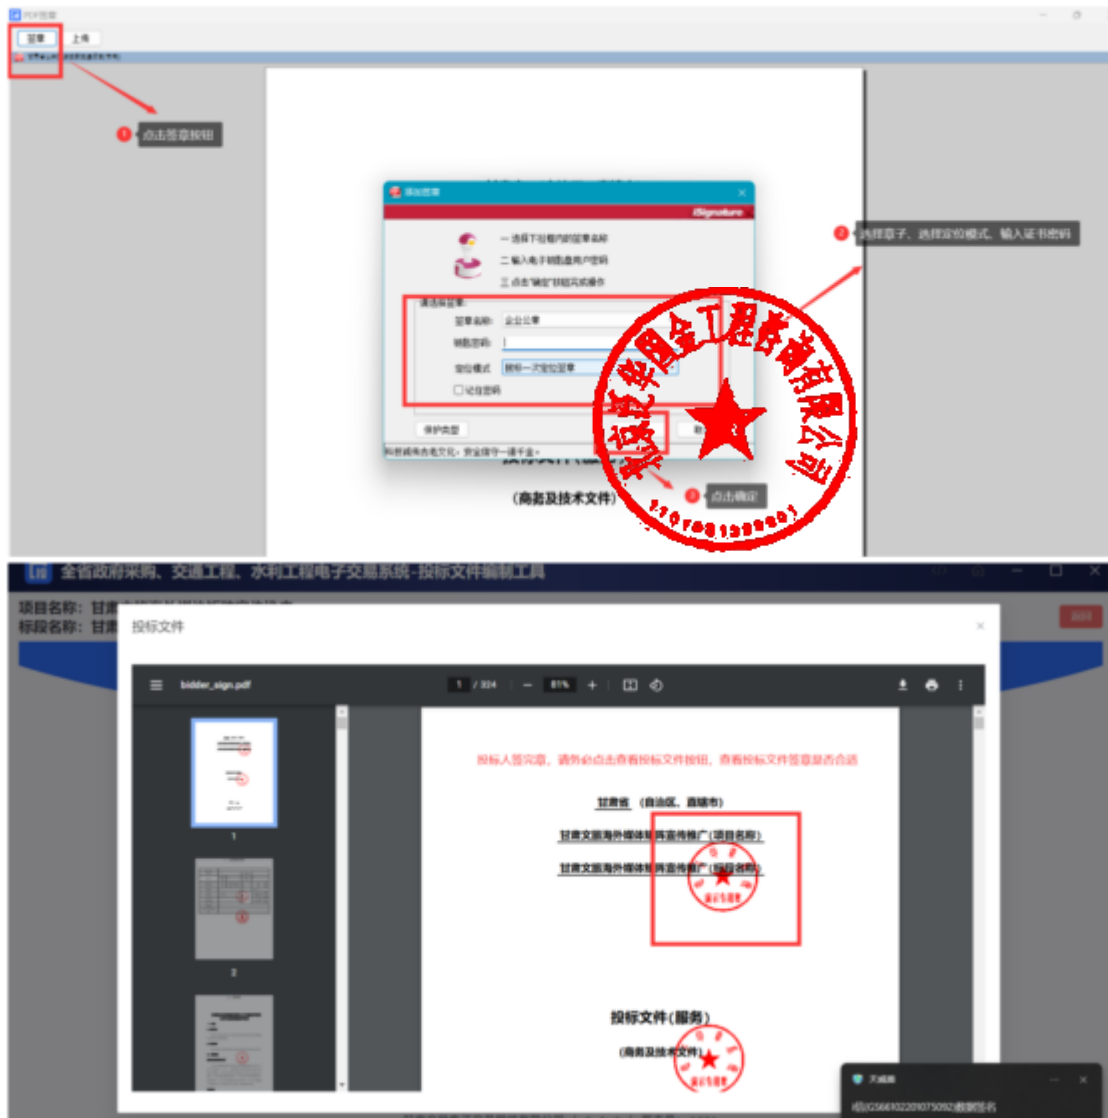 PDF签章
签章 上传
1 点击签章按钮
添加签章
iSignature
一 选择下拉框内的签章名称
二 输入电子钥匙盘用户密码
三 点击"确定"按钮完成操作
2 选择章子、选择定位模式、输入证书密码
请选择签章:
签章名称: 企业公章
钥匙密码:
定位模式 鼠标一次定位签章
记住密码
保护类型
工程咨询有限公司
3 点击确定
(商务及技术文件)
全省政府采购、交通工程、水利工程电子交易系统-投标文件编制工具
项目名称: 甘肃
标段名称: 甘肃
投标文件
bidder_sign.pdf
1 / 324
81%
投标人签完章,请务必点击查看投标文件按钮,查看投标文件签章是否合适
甘肃省 (自治区、直辖市)
甘肃文旅海外媒体矩阵宣传推广(项目名称)
甘肃文旅海外媒体矩阵宣传推广(标段名称)
1
2
投标文件(服务)
(商务及技术文件)